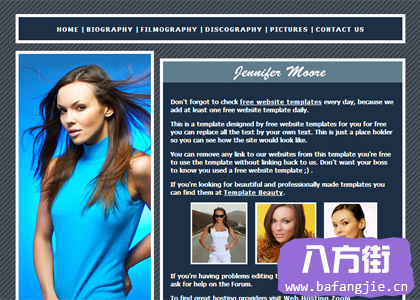 HOME | BIOGRAPHY | FILMOGRAPHY | DISCOGRAPHY | PICTURES | CONTACT US
Jennifer Moore
Don't forgot to check free website templates every day, because we
add at least one free website template daily.
This is a template designed by free website templates for you for free
you can replace all the text by your own text. This is just a place holder
so you can see how the site would look like.
You can remove any link to our websites from this template you're free
to use the template without linking back to us. Don't want your boss
to know you used a free website template ;) .
If you're looking for beautiful and professionally made templates you
can find them at Template Beauty.
If you're having problems editing t
ask for help on the Forum.
To find great hosting providers visit Web Hosting Zoom
八方街
www.bafangjie.cn